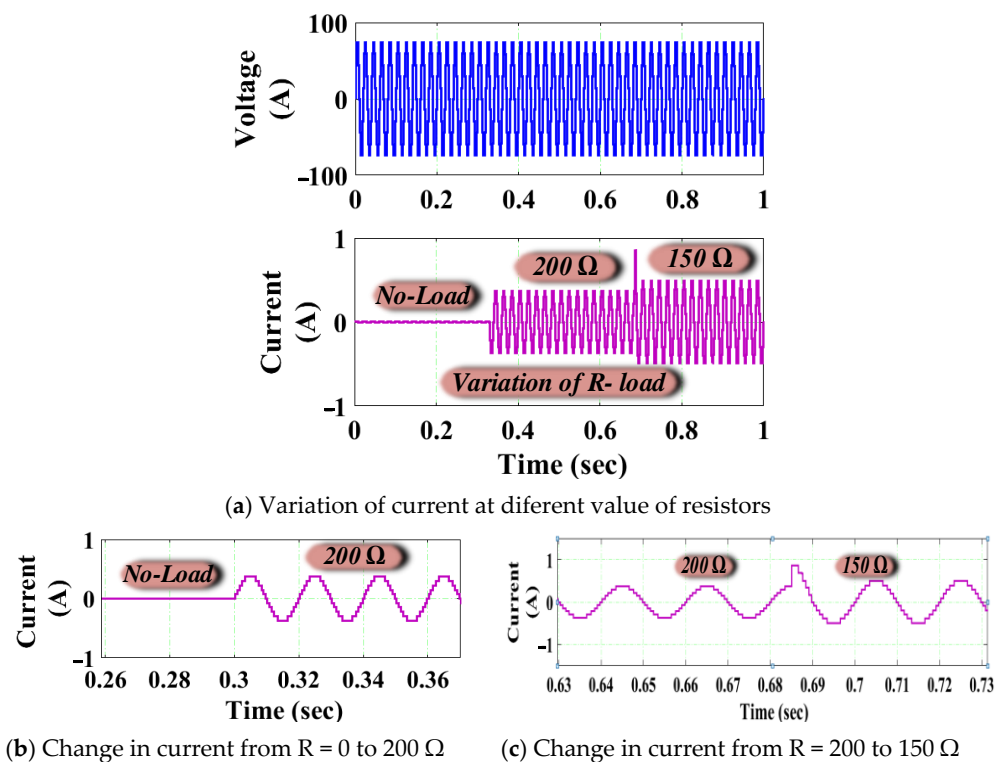 Voltage
(A)
100
0
-100
0 0.2 0.4 0.6 0.8 1
Current
(A)
1
0
-1
No-Load
200 Ω
150 Ω
Variation of R- load
0 0.2 0.4 0.6 0.8 1
Time (sec)
(a) Variation of current at diferent value of resistors
Current
(A)
1
0
-1
No-Load
200 Ω
0.26 0.28 0.3 0.32 0.34 0.36
Time (sec)
Current
(A)
1
0
-1
200 Ω
150 Ω
0.63 0.64 0.65 0.66 0.67 0.68 0.69 0.7 0.71 0.72 0.73
Time (sec)
(b) Change in current from R = 0 to 200 Ω
(c) Change in current from R = 200 to 150 Ω